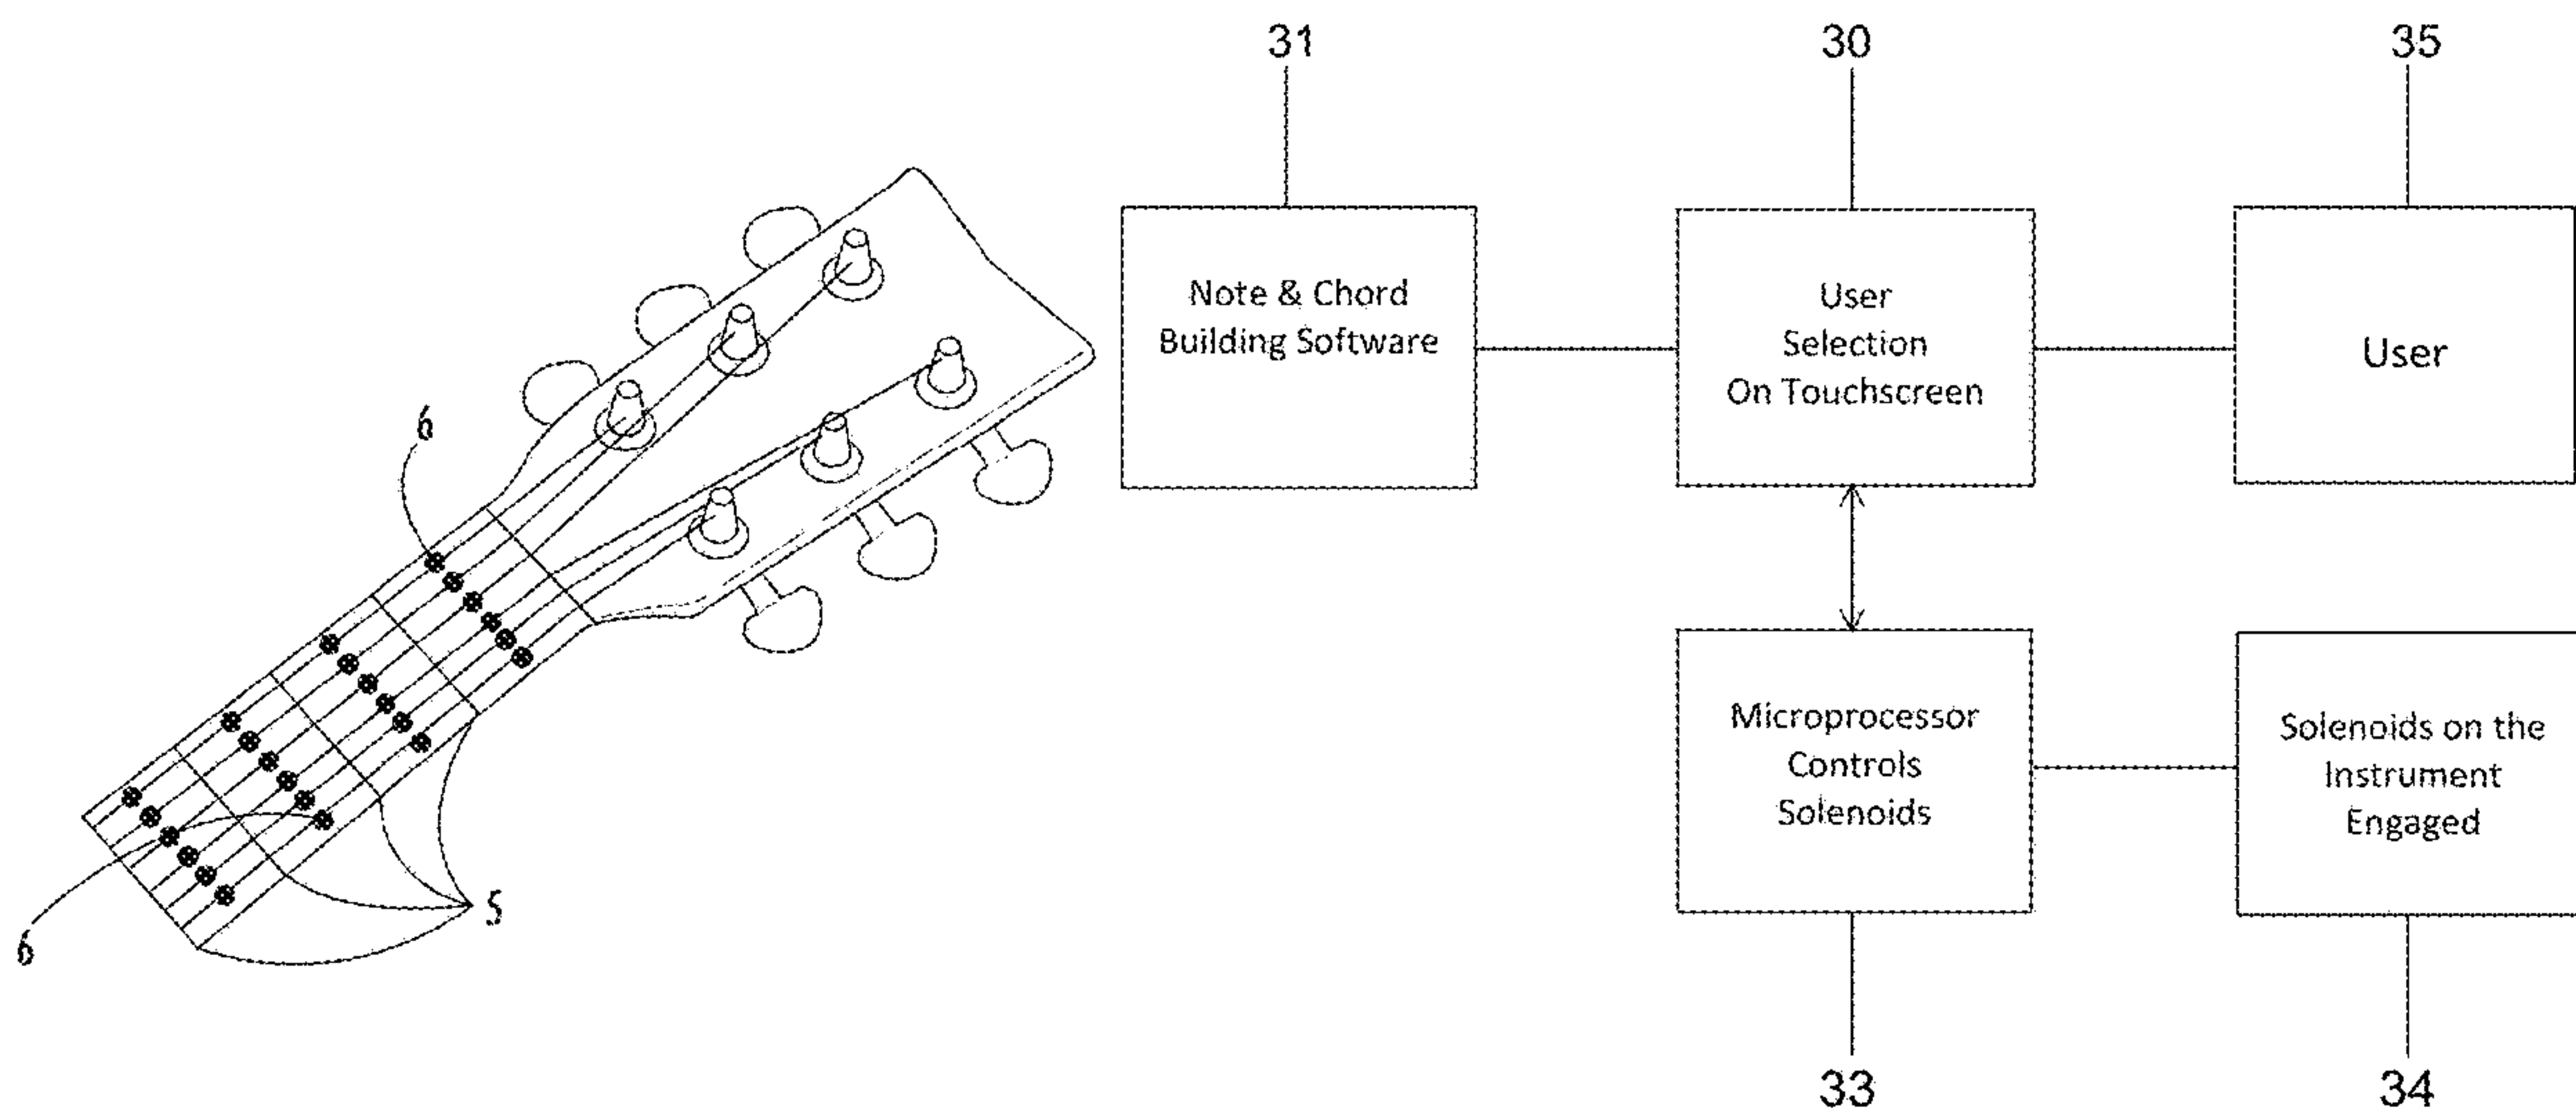 31
30
35
Note & Chord
Building Software
User
Selection
On Touchscreen
User
6
6
5
Microprocessor
Controls
Solenoids
Solenoids on the
Instrument
Engaged
33
34